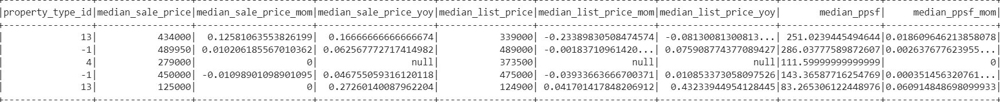 |property_type_id|median_sale_price|median_sale_price_mom|median_sale_price_yoy|median_list_price|median_list_price_mom|median_list_price_yoy|      median_ppsf|     median_ppsf_mom|
+----------------+-----------------+---------------------+---------------------+-----------------+---------------------+---------------------+-----------------+--------------------+
|              13|           434000|  0.12581063553826199|  0.16666666666666674|           339000| -0.23389830508474574| -0.08130081300813...| 251.0239445494644|0.018609646213858078|
|              -1|           489950| 0.010206185567010362| 0.062567772717414982|           489000| -0.00183710961420...| 0.075908774377089427|286.03777589872607|0.002637677623955...|
|               4|           279000|                    0|                 null|           373500|                 null|                 null|111.59999999999999|                   0|
|              -1|           450000| -0.01098901098901095| 0.046755059316120118|           475000| -0.03933663666700371| 0.010853373058097526|143.36587716254769|0.000351456320761...|
|              13|           125000|                    0|  0.27260140087962204|           124900| 0.041701417848206912|  0.43233944954128445|83.265306122448976|0.060914848698099933|
+----------------+-----------------+---------------------+---------------------+-----------------+---------------------+---------------------+-----------------+--------------------+